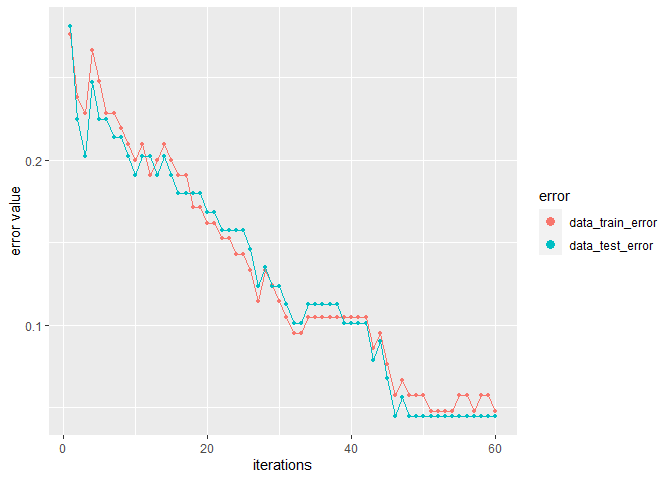 0.2
0.1
error value
0
20
40
60
iterations
error
data_train_error
data_test_error